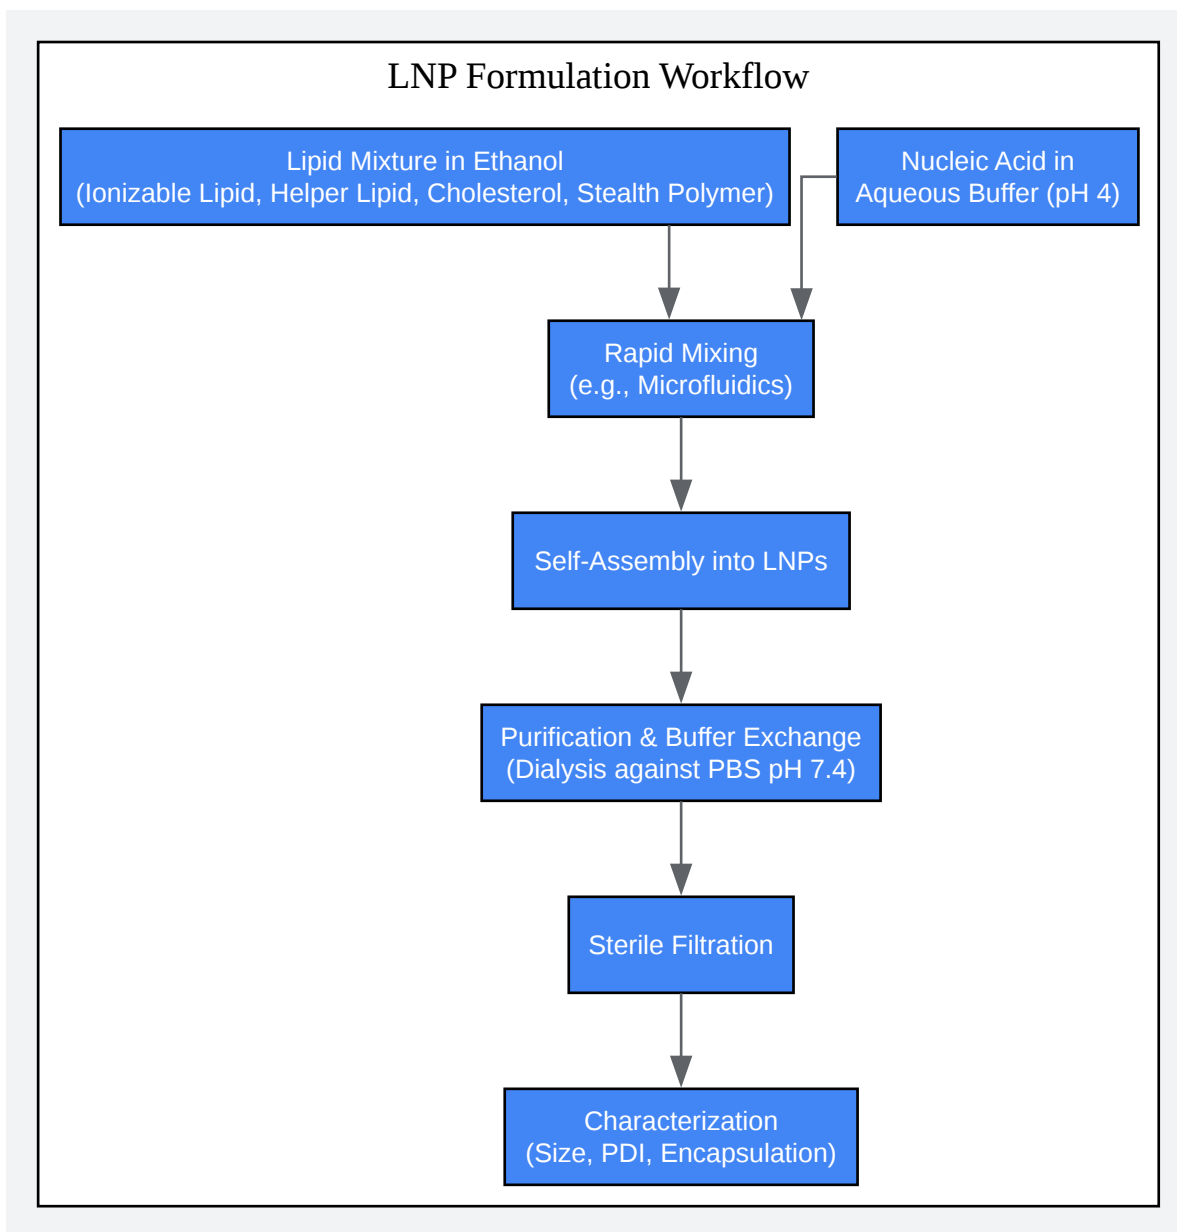 LNP Formulation Workflow
Lipid Mixture in Ethanol
(Ionizable Lipid, Helper Lipid, Cholesterol, Stealth Polymer)
Nucleic Acid in
Aqueous Buffer (pH 4)
Rapid Mixing
(e.g., Microfluidics)
Self-Assembly into LNPs
Purification & Buffer Exchange
(Dialysis against PBS pH 7.4)
Sterile Filtration
Characterization
(Size, PDI, Encapsulation)